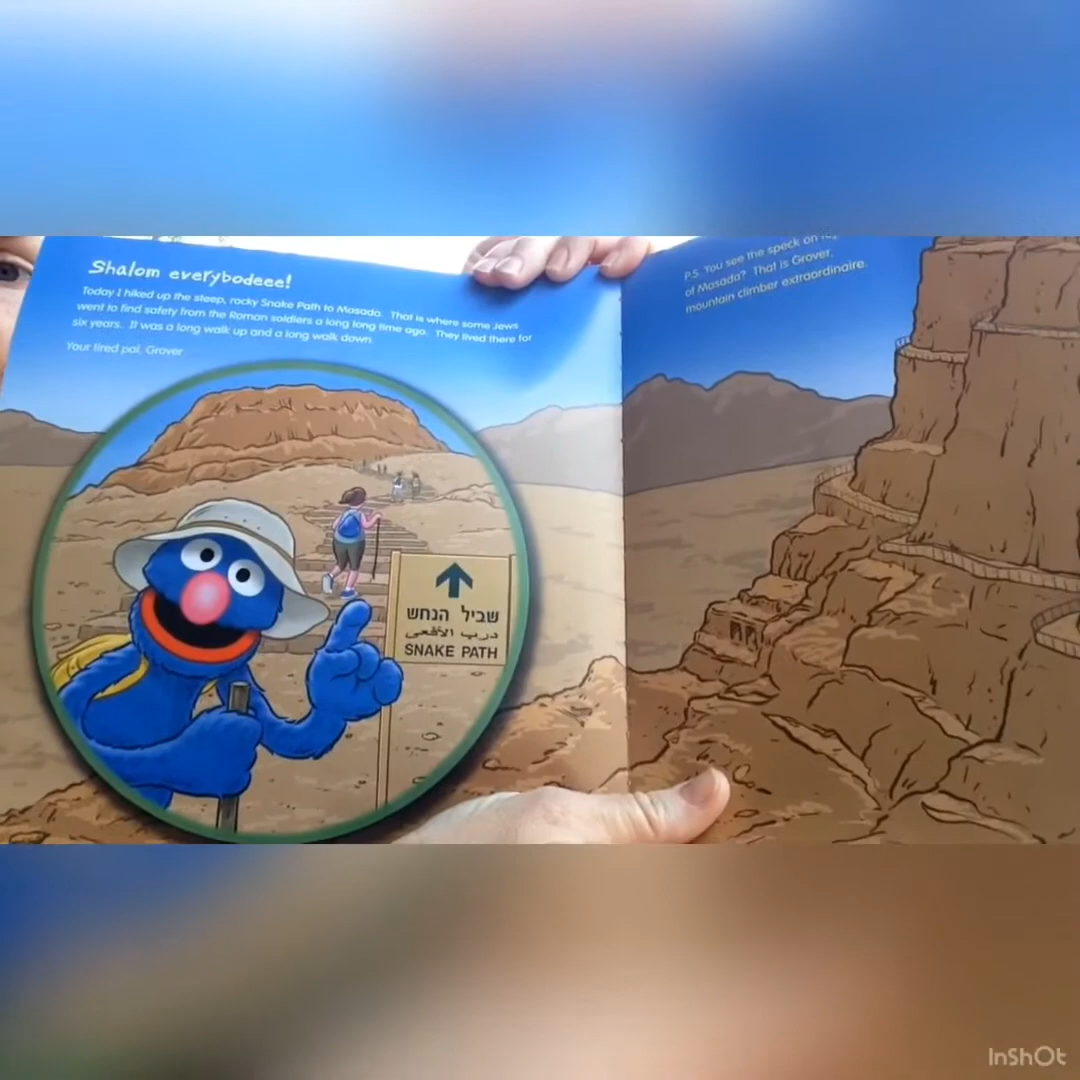 Shalom everybodeee!
Today I hiked up the steep, rocky Snake Path to Masada. That is where some Jews
went to find safety from the Roman soldiers a long long time ago. They lived there for
six years. It was a long walk up and a long walk down.
Your tired pal, Grover
P.S. You see the speck on
of Masada? That is Grover,
mountain climber extraordinaire.
שביל הנחש
درب الأفعى
SNAKE PATH
InShOt